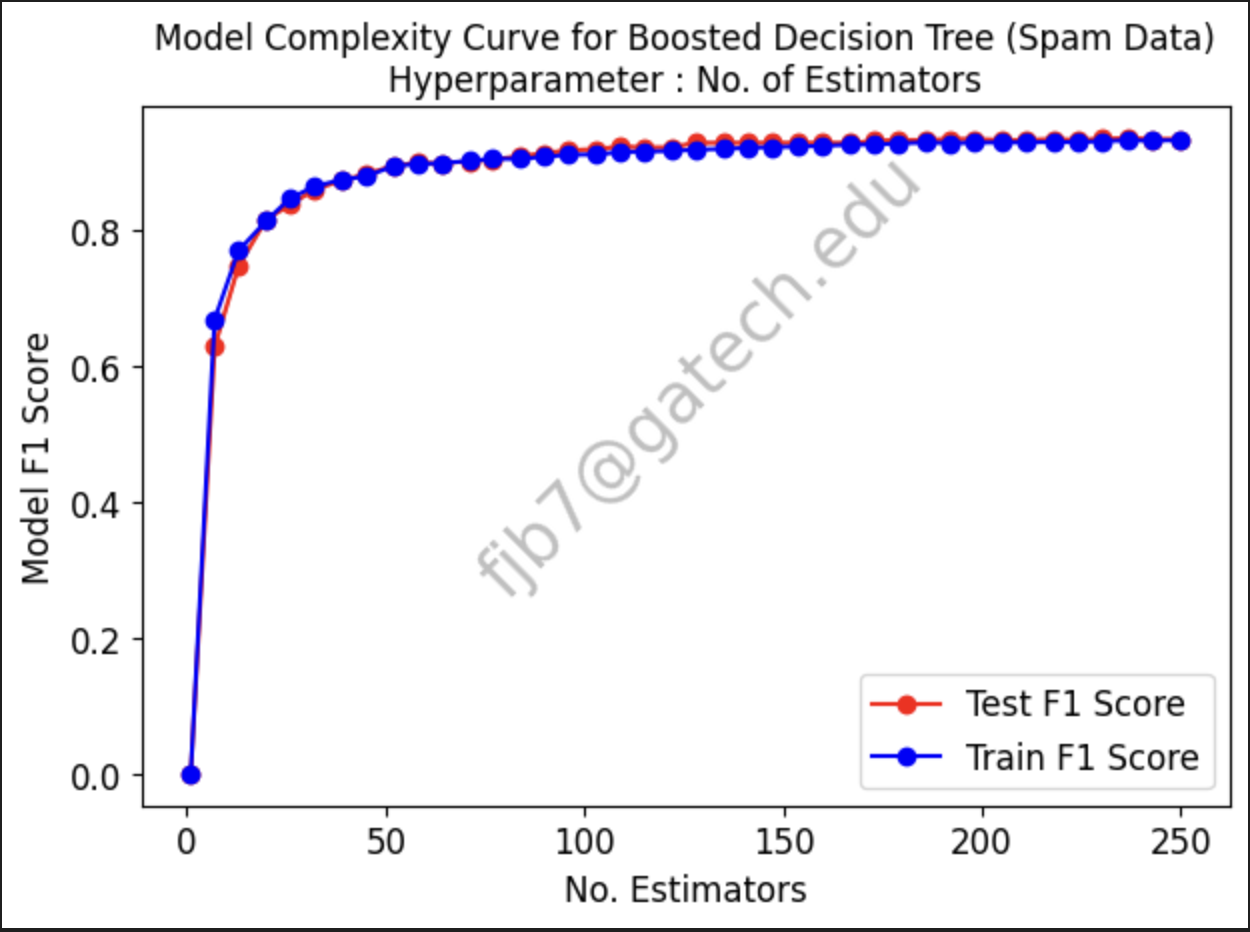 Model Complexity Curve for Boosted Decision Tree (Spam Data)
Hyperparameter : No. of Estimators
Model F1 Score
0.8
0.6
0.4
0.2
0.0
fjb7@gatech.edu
Test F1 Score
Train F1 Score
0 50 100 150 200 250
No. Estimators